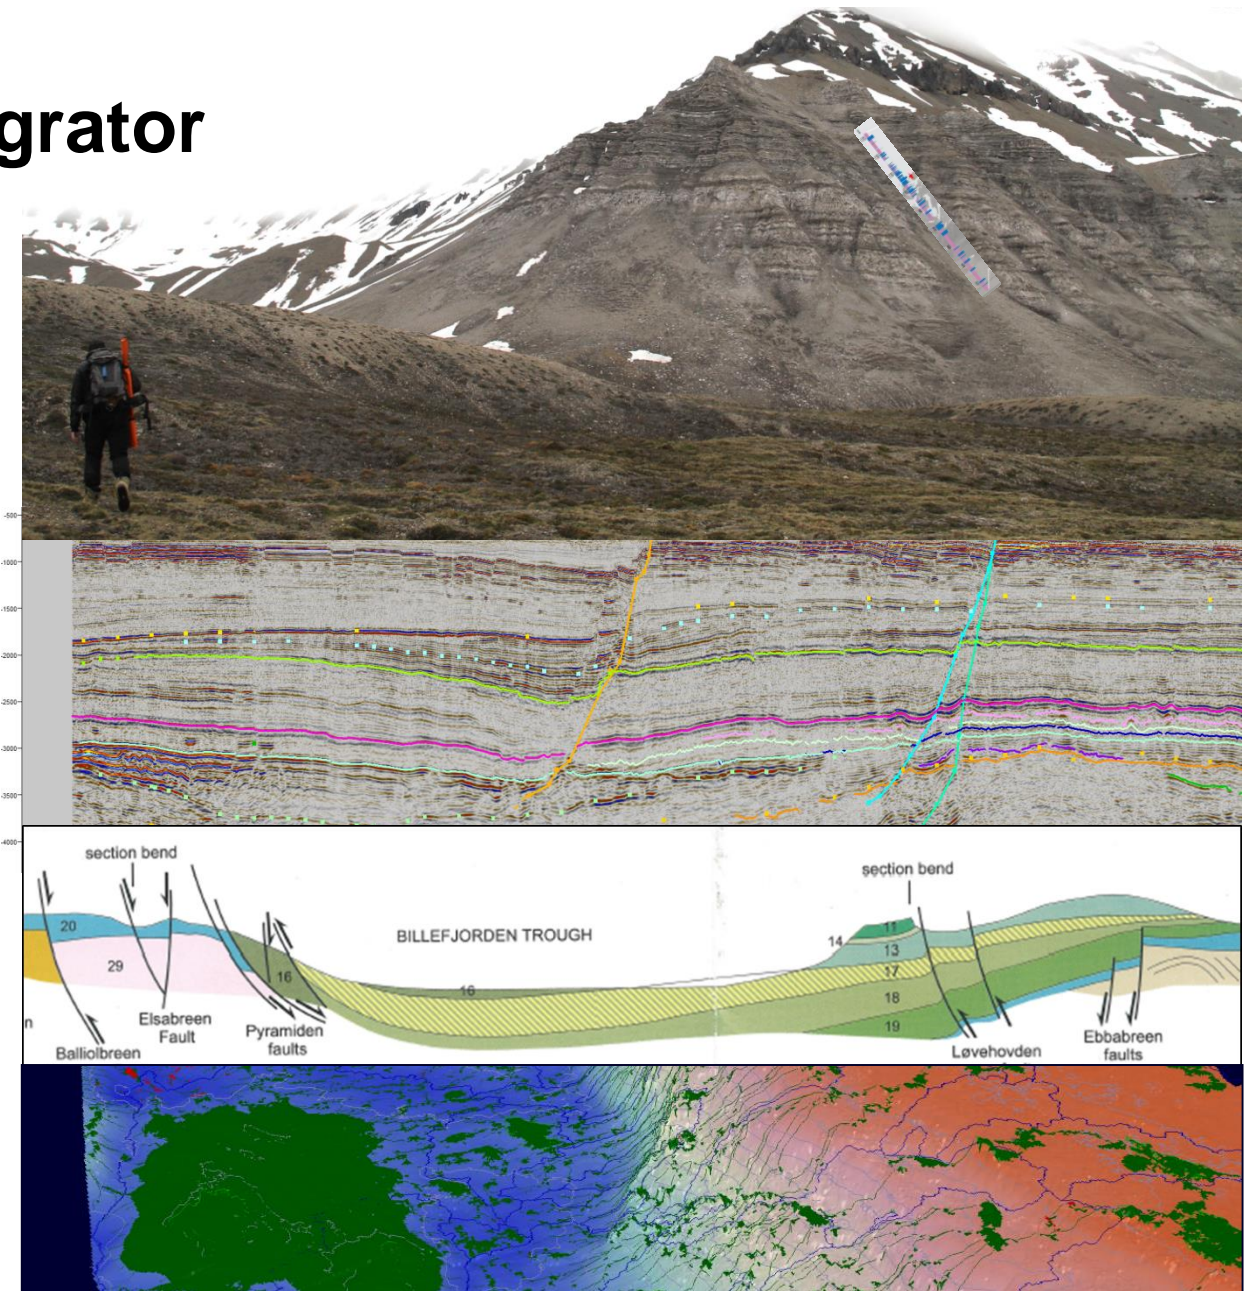 grator
-500
-1000
-1500
-2000
-2500
-3000
-3500
-4000
section bend
section bend
20
11
14
13
BILLEFJORDEN TROUGH
29
16
16
17
18
19
n
Elsabreen
Fault
Pyramiden
faults
Balliolbreen
Løvehovden
Ebbabreen
faults